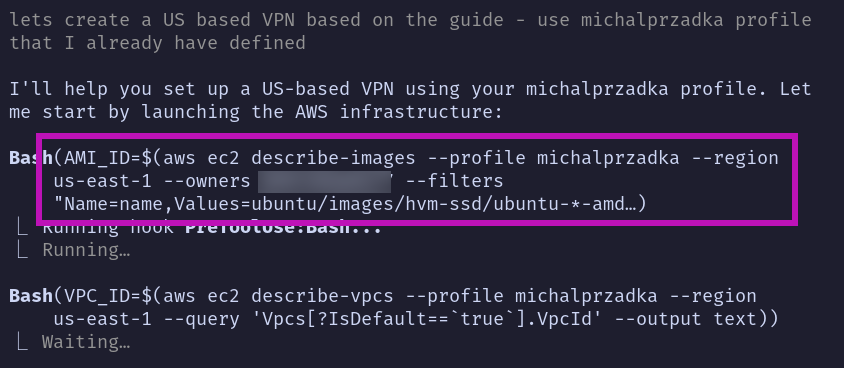 lets create a US based VPN based on the guide - use michalprzadka profile
that I already have defined
I'll help you set up a US-based VPN using your michalprzadka profile. Let
me start by launching the AWS infrastructure:
Bash(AMI_ID=$(aws ec2 describe-images --profile michalprzadka --region
us-east-1 --owners ' --filters
"Name=name,Values=ubuntu/images/hvm-ssd/ubuntu-*-amd…)
Running hook PreToolUse:Bash...
Running…
Bash(VPC_ID=$(aws ec2 describe-vpcs --profile michalprzadka --region
us-east-1 --query 'Vpcs[?IsDefault==`true`].VpcId' --output text))
Waiting…